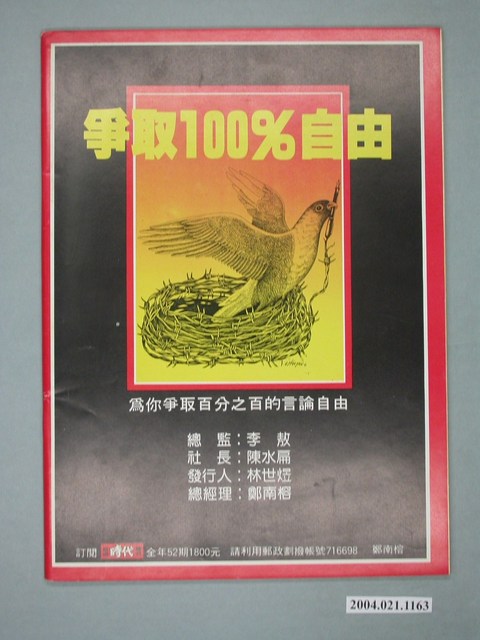 爭取100%自由
為你爭取百分之百的言論自由
總監：李敖
社長：陳水扁
發行人：林世煜
總經理：鄭南榕
訂閱 時代 全年52期1800元 請利用郵政劃撥帳號716698 鄭南榕
2004.021.1163